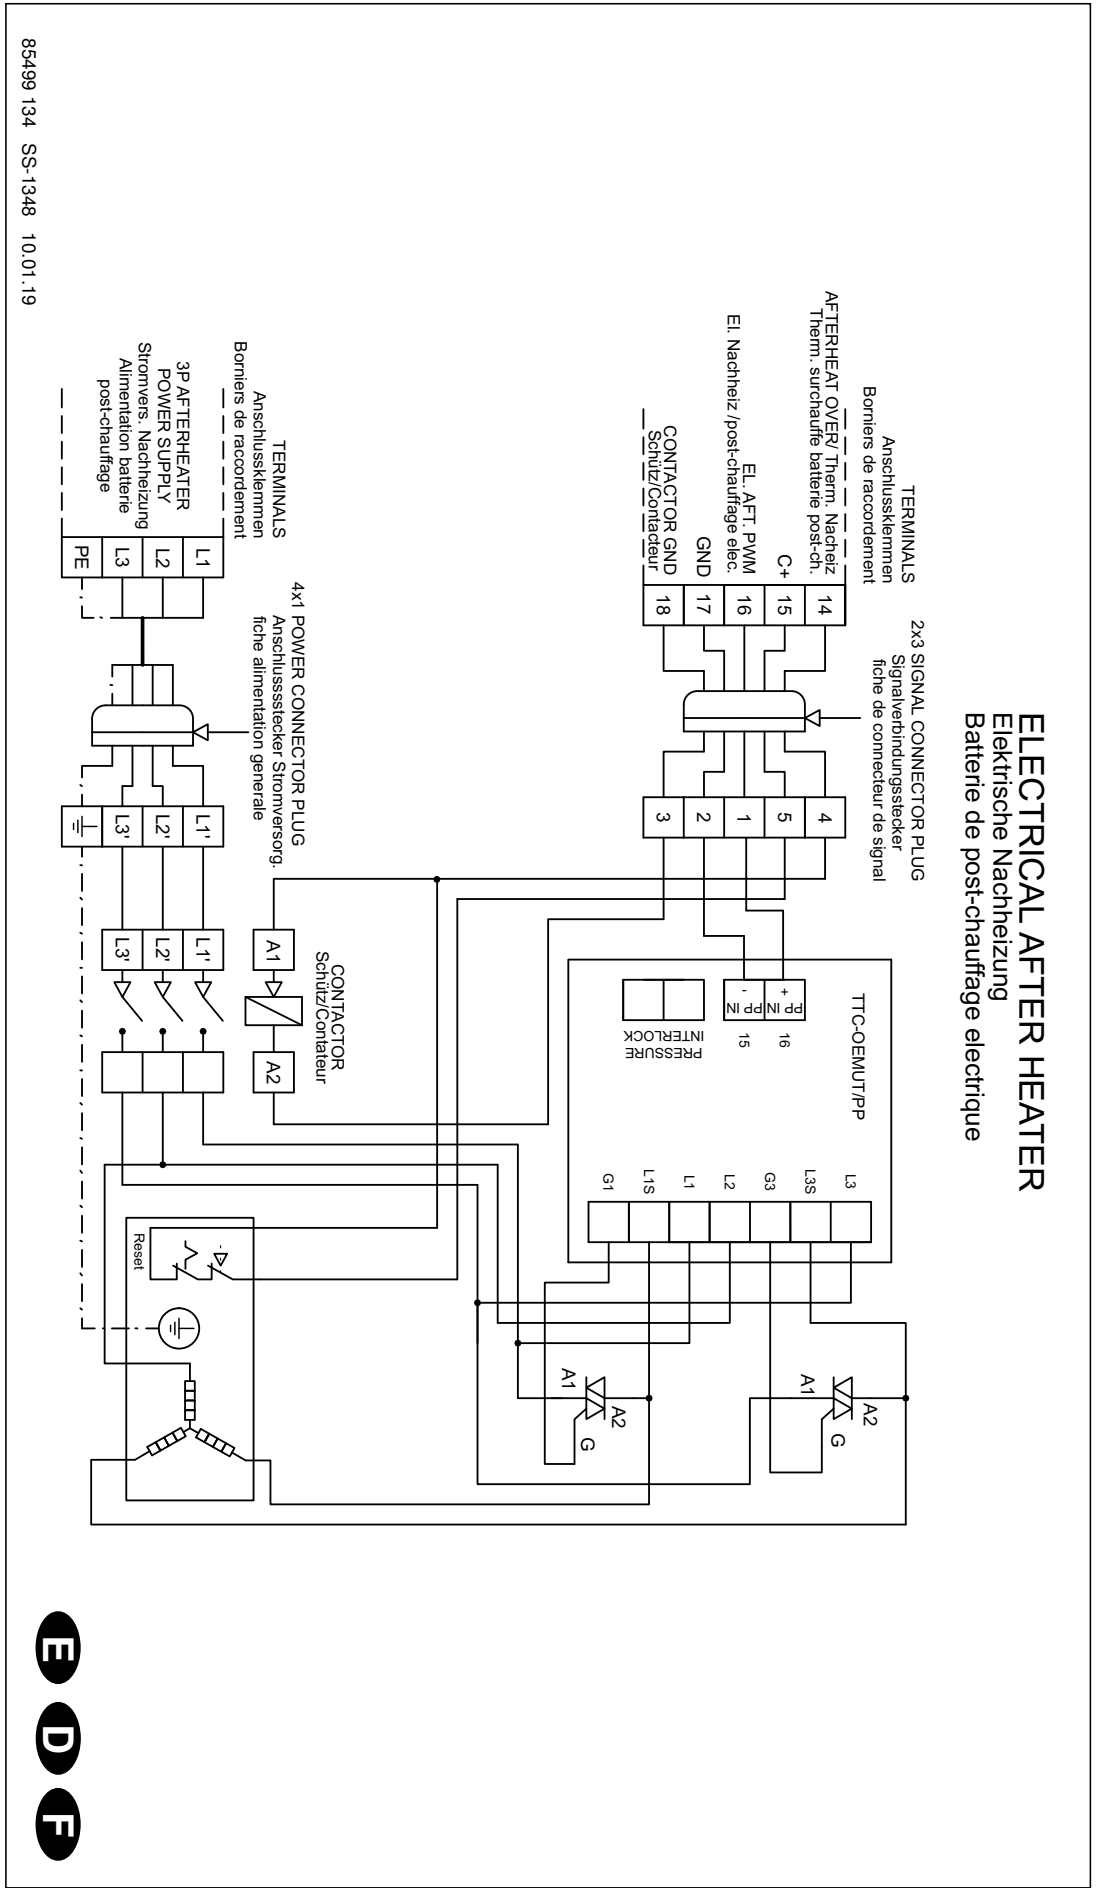 ELECTRICAL AFTER HEATER
Elektrische Nachheizung
Batterie de post-chauffage electrique
TERMINALS
Anschlussklemmen
Borniers de raccordement
2x3 SIGNAL CONNECTOR PLUG
Signalverbindungsstecker
fiche de connecteur de signal
AFTERHEAT OVER/ Therm. Nacheiz
Therm. surchauffe batterie post-ch.
C+
EL. AFT. PWM
El. Nachheiz /post-chauffage elec.
GND
CONTACTOR GND
Schütz/Contacteur
14
15
16
17
18
4
5
1
2
3
TTC-OEMUT/PP
+ PP IN
- PP IN
16
15
PRESSURE
INTERLOCK
L3
L3S
G3
L2
L1
L1S
G1
A1
A2
G
A1
A2
G
TERMINALS
Anschlussklemmen
Borniers de raccordement
3P AFTERHEATER
POWER SUPPLY
Stromvers. Nachheizung
Alimentation batterie
post-chauffage
L1
L2
L3
PE
4x1 POWER CONNECTOR PLUG
Anschlussstecker Stromversorg.
fiche alimentation generale
L1'
L2'
L3'
CONTACTOR
Schütz/Contateur
A1
A2
L1'
L2'
L3'
Reset
85499 134 SS-1348 10.01.19
E D F